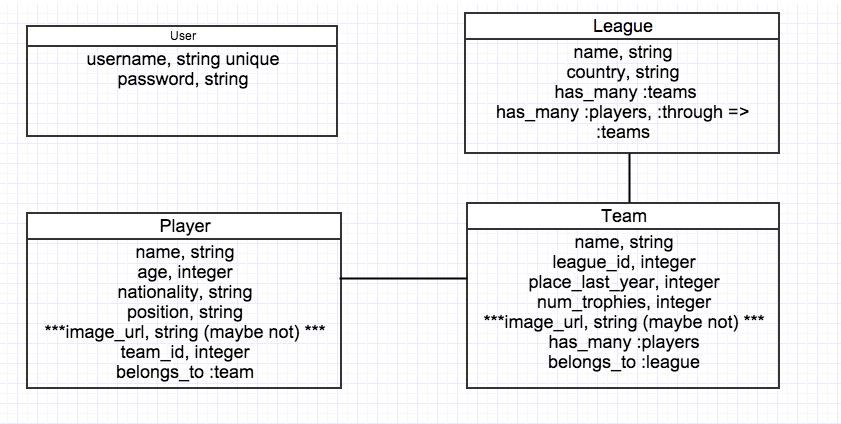 User
username, string unique
password, string
League
name, string
country, string
has_many :teams
has_many :players, :through =>
:teams
Player
name, string
age, integer
nationality, string
position, string
***image_url, string (maybe not) ***
team_id, integer
belongs_to :team
Team
name, string
league_id, integer
place_last_year, integer
num_trophies, integer
***image_url, string (maybe not) ***
has_many :players
belongs_to :league